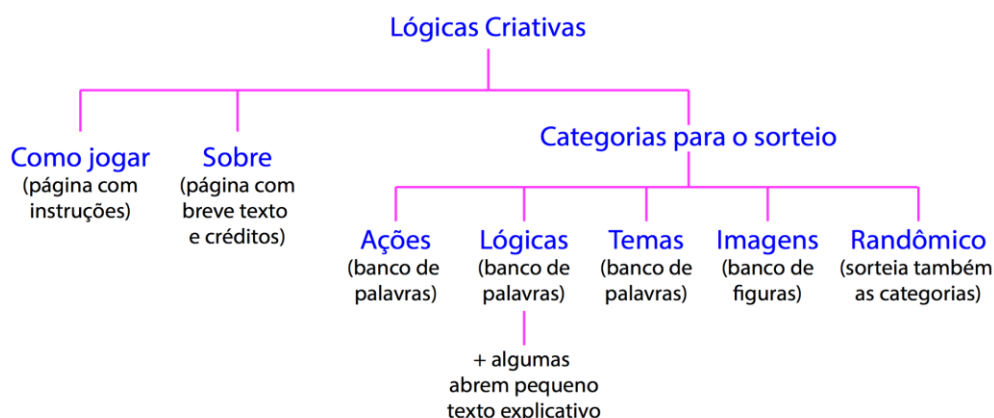 Lógicas Criativas
Como jogar
(página com
instruções)
Sobre
(página com
breve texto
e créditos)
Categorias para o sorteio
Ações
(banco de
palavras)
Lógicas
(banco de
palavras)
+ algumas
abrem pequeno
texto explicativo
Temas
(banco de
palavras)
Imagens
(banco de
figuras)
Randômico
(sorteia também
as categorias)